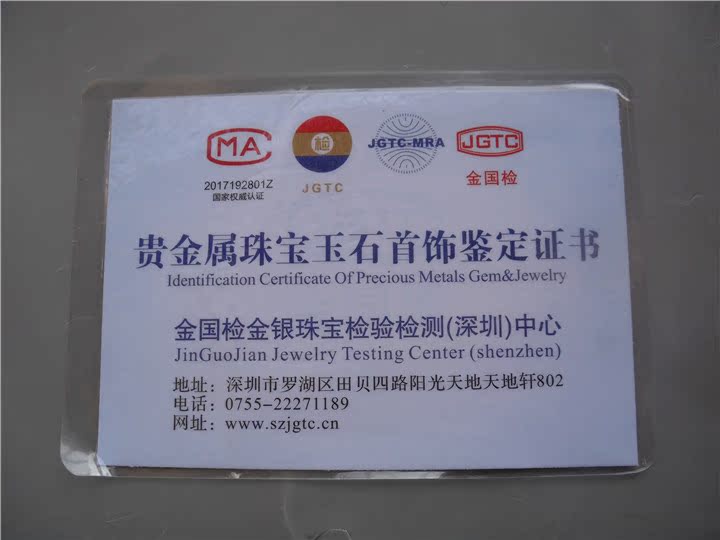 MA
检
JGTC-MRA
JGTC
2017192801Z
国家权威认证
JGTC
金国检
贵金属珠宝玉石首饰鉴定证书
Identification Certificate Of Precious Metals Gem&Jewelry
金国检金银珠宝检验检测(深圳)中心
JinGuoJian Jewelry Testing Center (shenzhen)
地址：深圳市罗湖区田贝四路阳光天地天地轩802
电话：0755-22271189
网址：www.szjgtc.cn